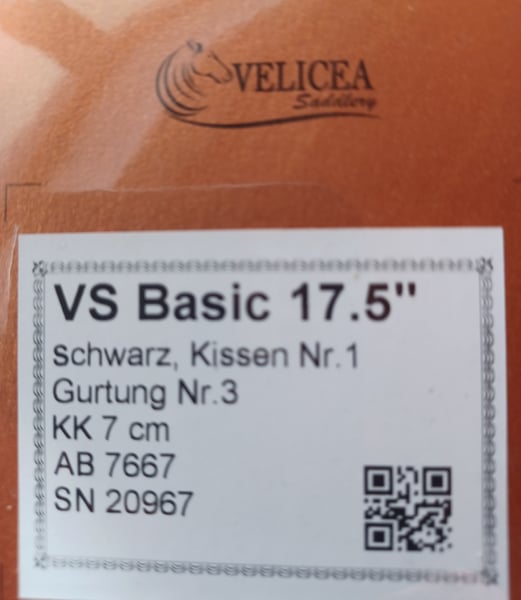 VELICEA
Saddlery
VS Basic 17.5"
schwarz, Kissen Nr.1
Gurtung Nr.3
KK 7 cm
AB 7667
SN 20967